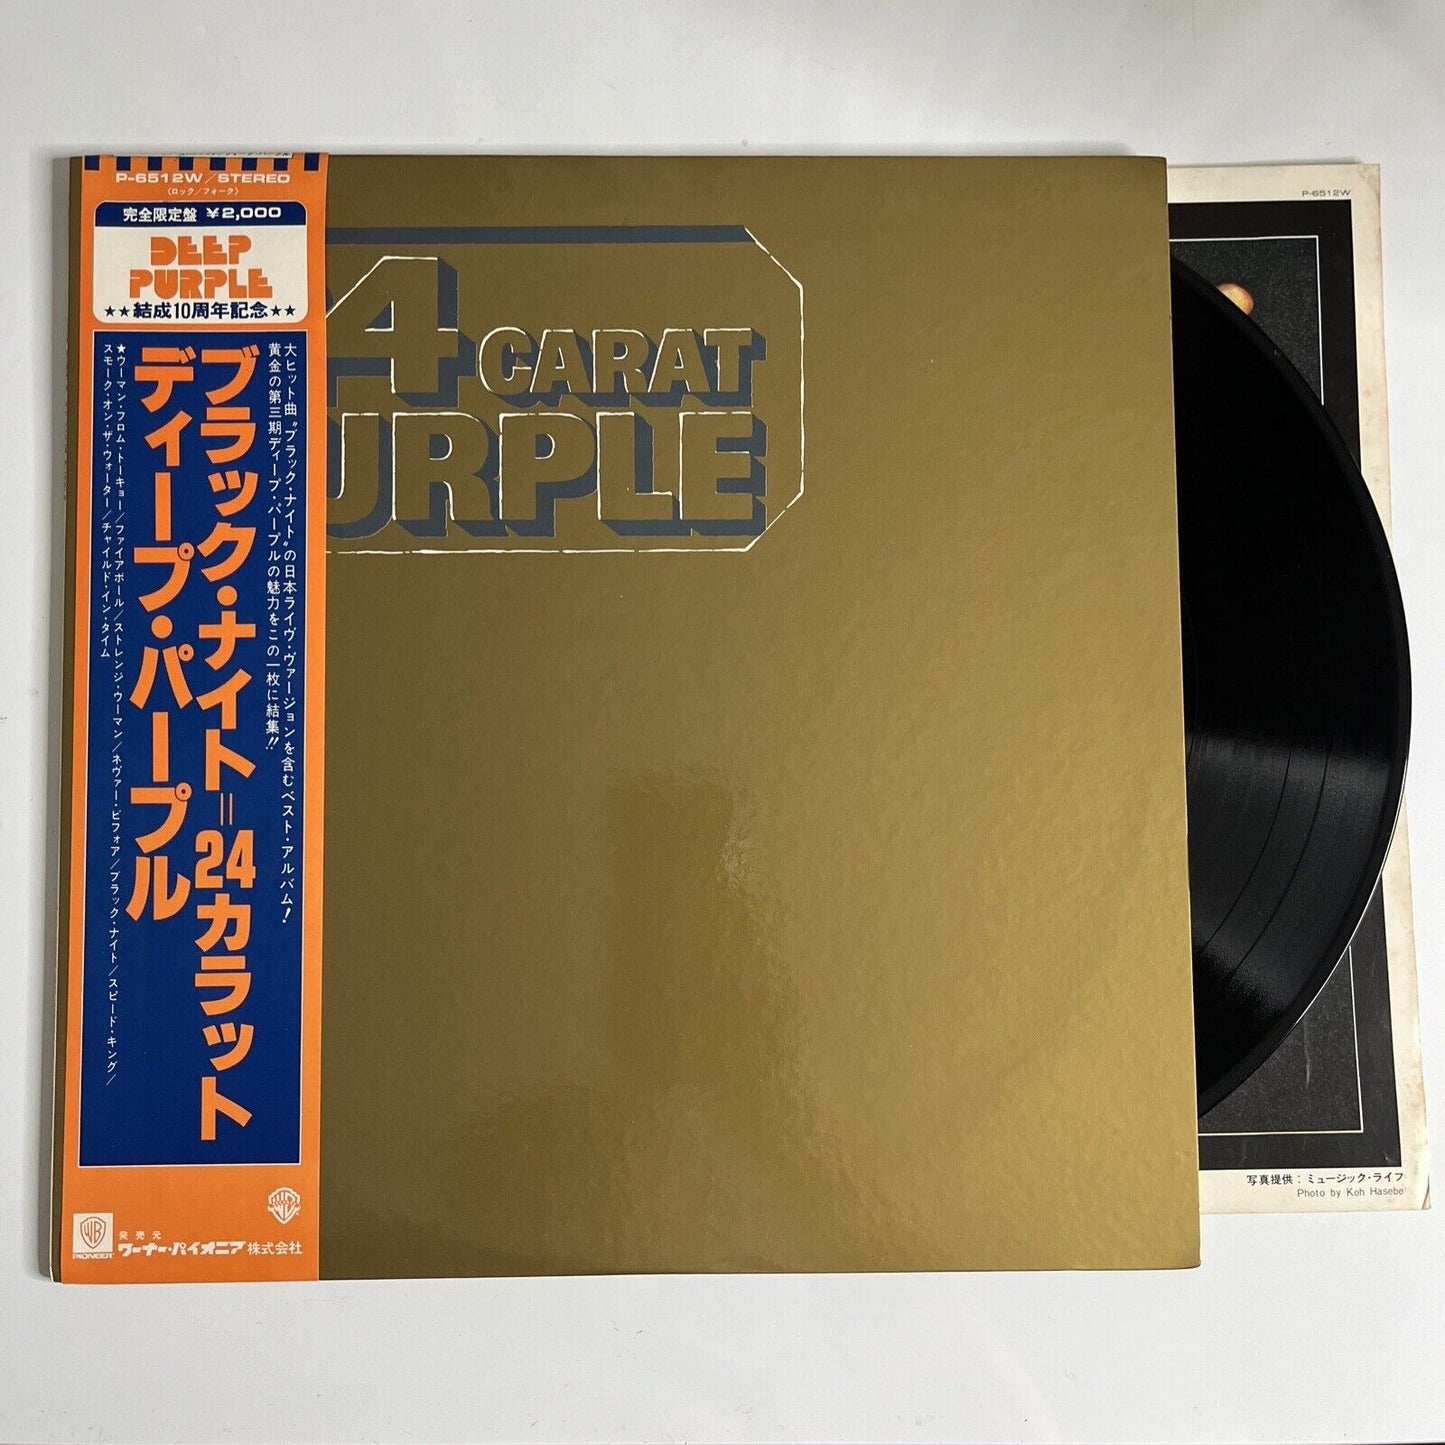 P-6512W/STEREO
〈ロック/フォーク〉
完全限定盤 ¥2,000
DEEP
PURPLE
★★結成10周年記念★★
大ヒット曲“ブラック・ナイト”の日本ライヴ・ヴァージョンを含むベスト・アルバム!
黄金の第三期ディープ・パープルの魅力をこの一枚に結集!!
ブラック・ナイト=24カラット
ディープ・パープル
★ウーマン・フロム・トーキョー/ファイアボール/ストレンジ・ウーマン/ネヴァー・ビフォア/ブラック・ナイト/スピード・キング/
スモーク・オン・ザ・ウォーター/チャイルド・イン・タイム
WB
PIONEER
発売元
ワーナー・パイオニア株式会社
4 CARAT
URPLE
P-6512W
写真提供:ミュージック・ライフ
Photo by Koh Hasebe